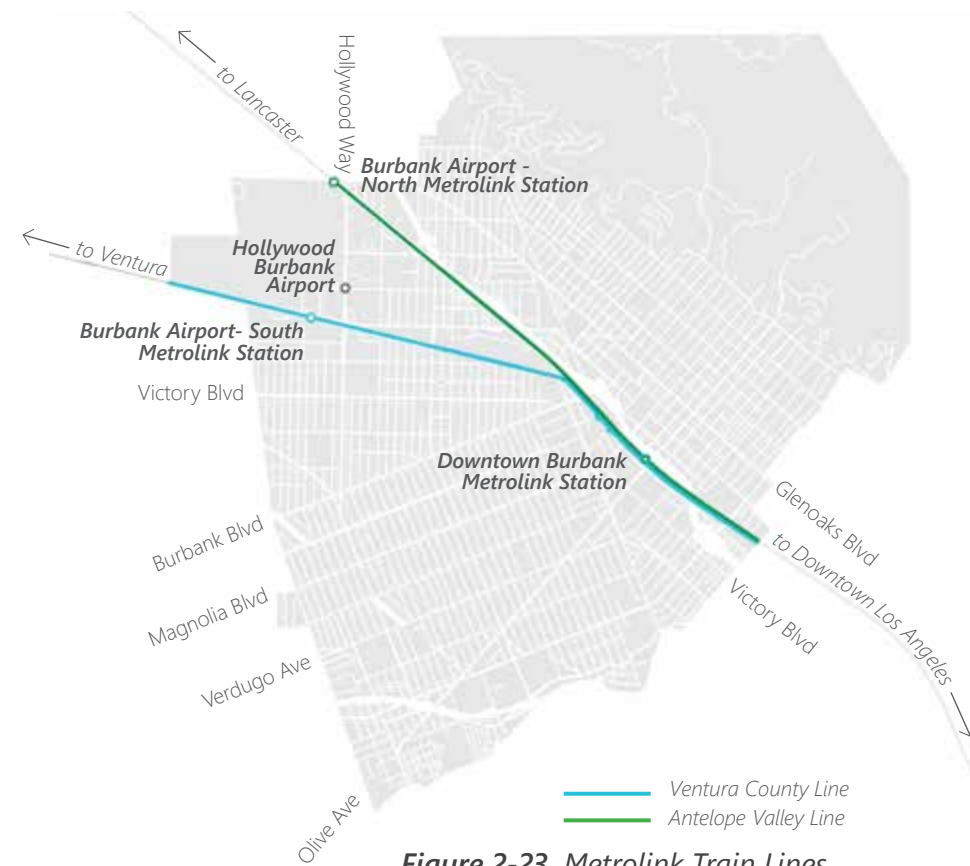 Hollywood Way
to Lancaster
Burbank Airport -
North Metrolink Station
Hollywood
Burbank
Airport
to Ventura
Burbank Airport- South
Metrolink Station
Victory Blvd
Downtown Burbank
Metrolink Station
Glenoaks Blvd
Burbank Blvd
to Downtown Los Angeles
Magnolia Blvd
Victory Blvd
Verdugo Ave
Olive Ave
Ventura County Line
Antelope Valley Line
Figure 2-23 Metrolink Train Lines